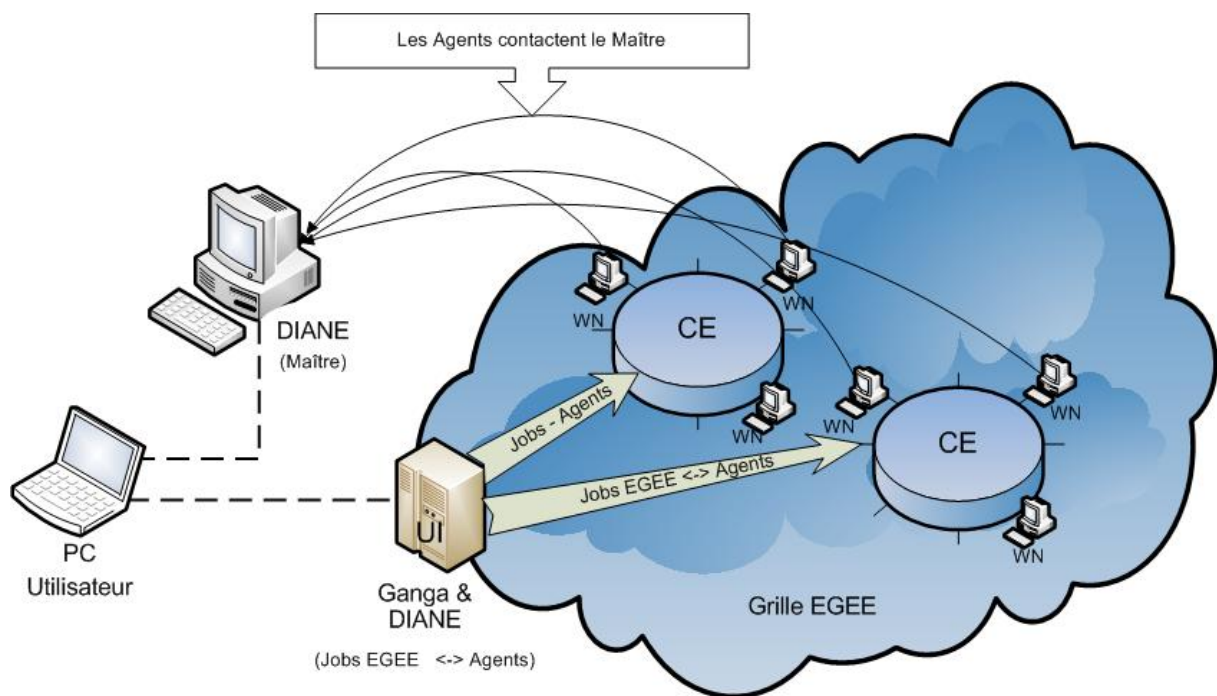 Les Agents contactent le Maître
DIANE
(Maître)
WN
WN
CE
WN
WN
WN
CE
WN
Jobs - Agents
Jobs EGEE <-> Agents
UI
PC
Utilisateur
Ganga &
DIANE
(Jobs EGEE <-> Agents)
Grille EGEE